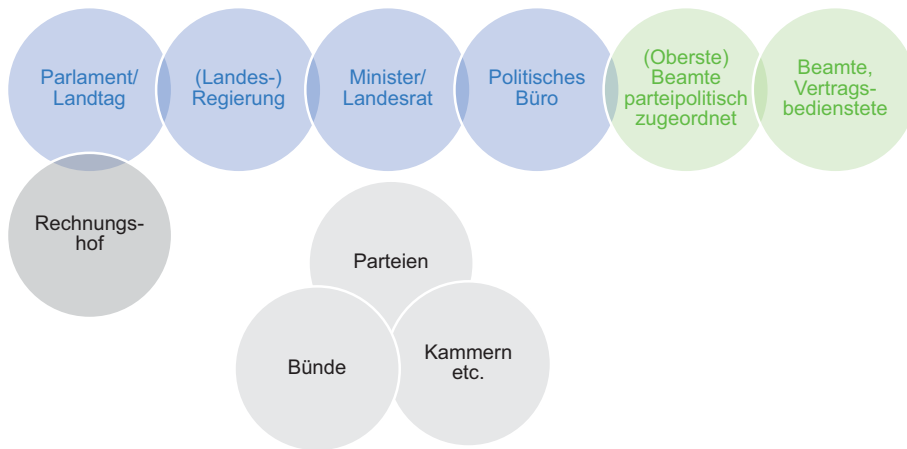 Parlament/
Landtag
(Landes-)
Regierung
Minister/
Landesrat
Politisches
Büro
(Oberste)
Beamte
parteipolitisch
zugeordnet
Beamte,
Vertrags-
bedienstete
Rechnungs-
hof
Parteien
Bünde
Kammern
etc.